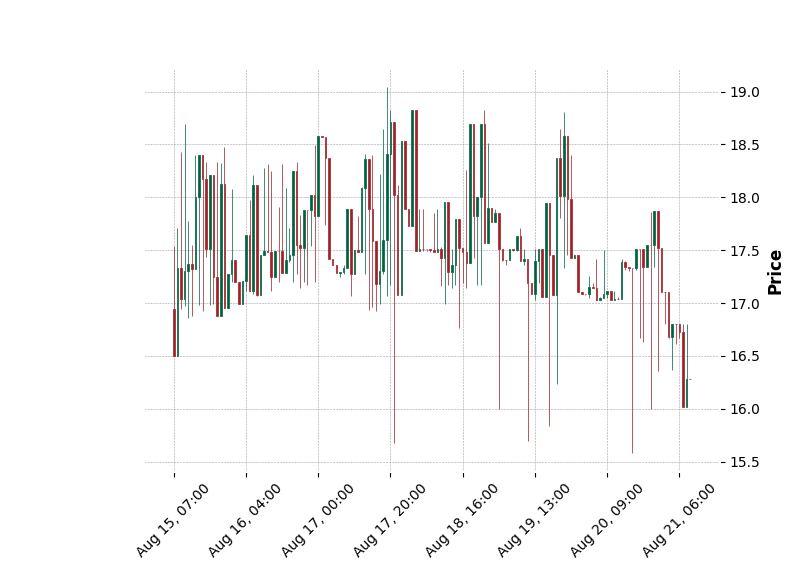 19.0
18.5
18.0
17.5
17.0
16.5
16.0
15.5
Price
Aug 15, 07:00
Aug 16, 04:00
Aug 17, 00:00
Aug 17, 20:00
Aug 18, 16:00
Aug 19, 13:00
Aug 20, 09:00
Aug 21, 06:00